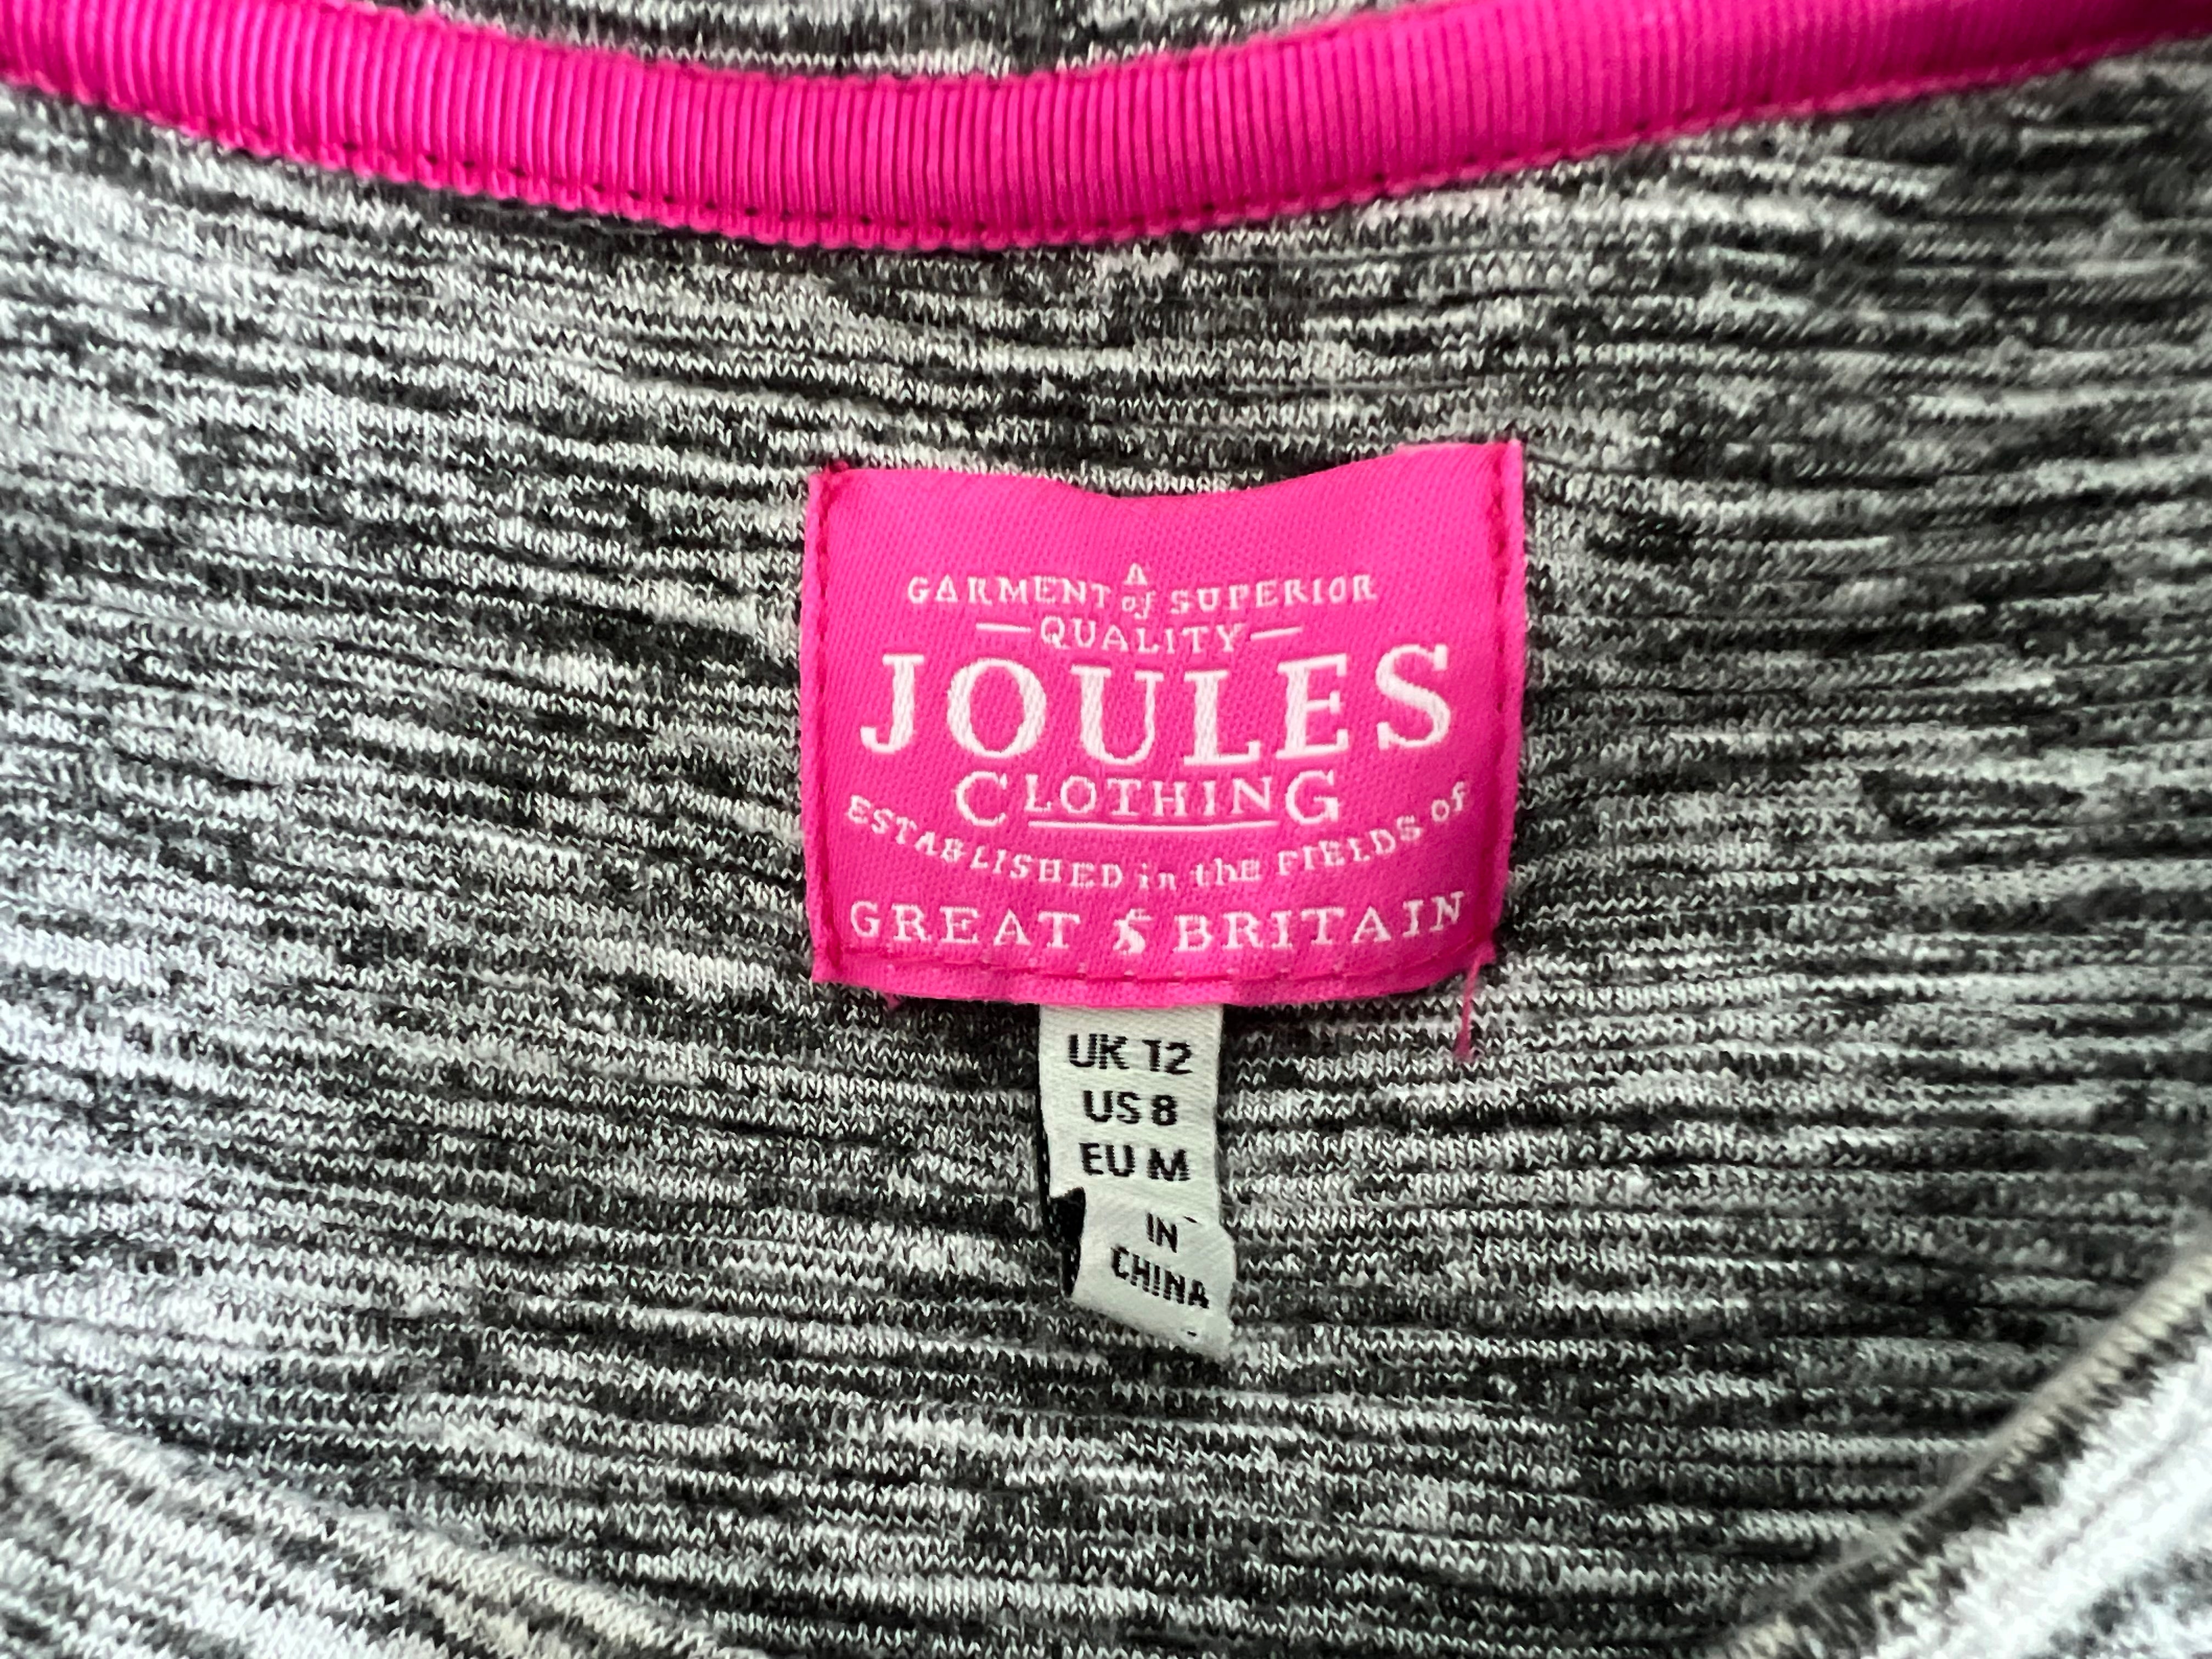 A
GARMENT of SUPERIOR
QUALITY
JOULES
CLOTHING
ESTABLISHED in the FIELDS of
GREAT BRITAIN
UK 12
US 8
EU M
IN
CHINA